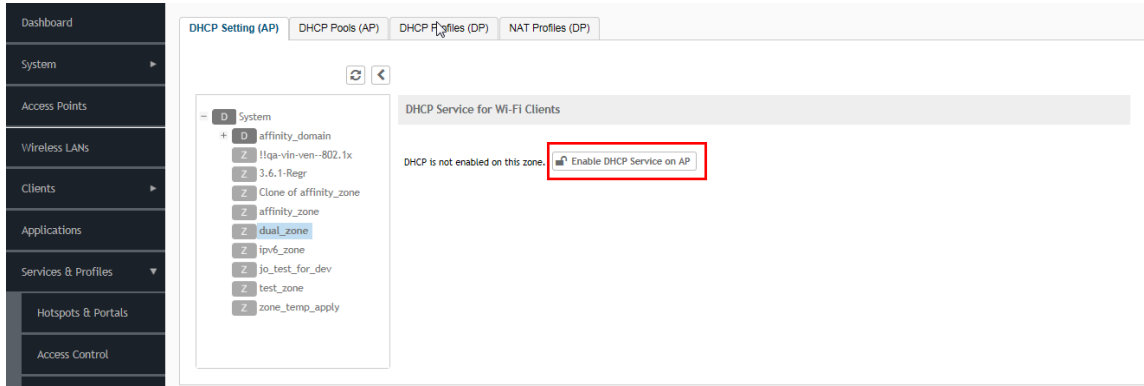 Dashboard
System
Access Points
Wireless LANs
Clients
Applications
Services & Profiles
Hotspots & Portals
Access Control
DHCP Setting (AP)
DHCP Pools (AP)
DHCP Profiles (DP)
NAT Profiles (DP)
D System
D affinity_domain
Z !!qa-vin-ven--802.1x
Z 3.6.1-Regr
Z Clone of affinity_zone
Z affinity_zone
Z dual_zone
Z ipv6_zone
Z jo_test_for_dev
Z test_zone
Z zone_temp_apply
DHCP Service for Wi-Fi Clients
DHCP is not enabled on this zone. Enable DHCP Service on AP